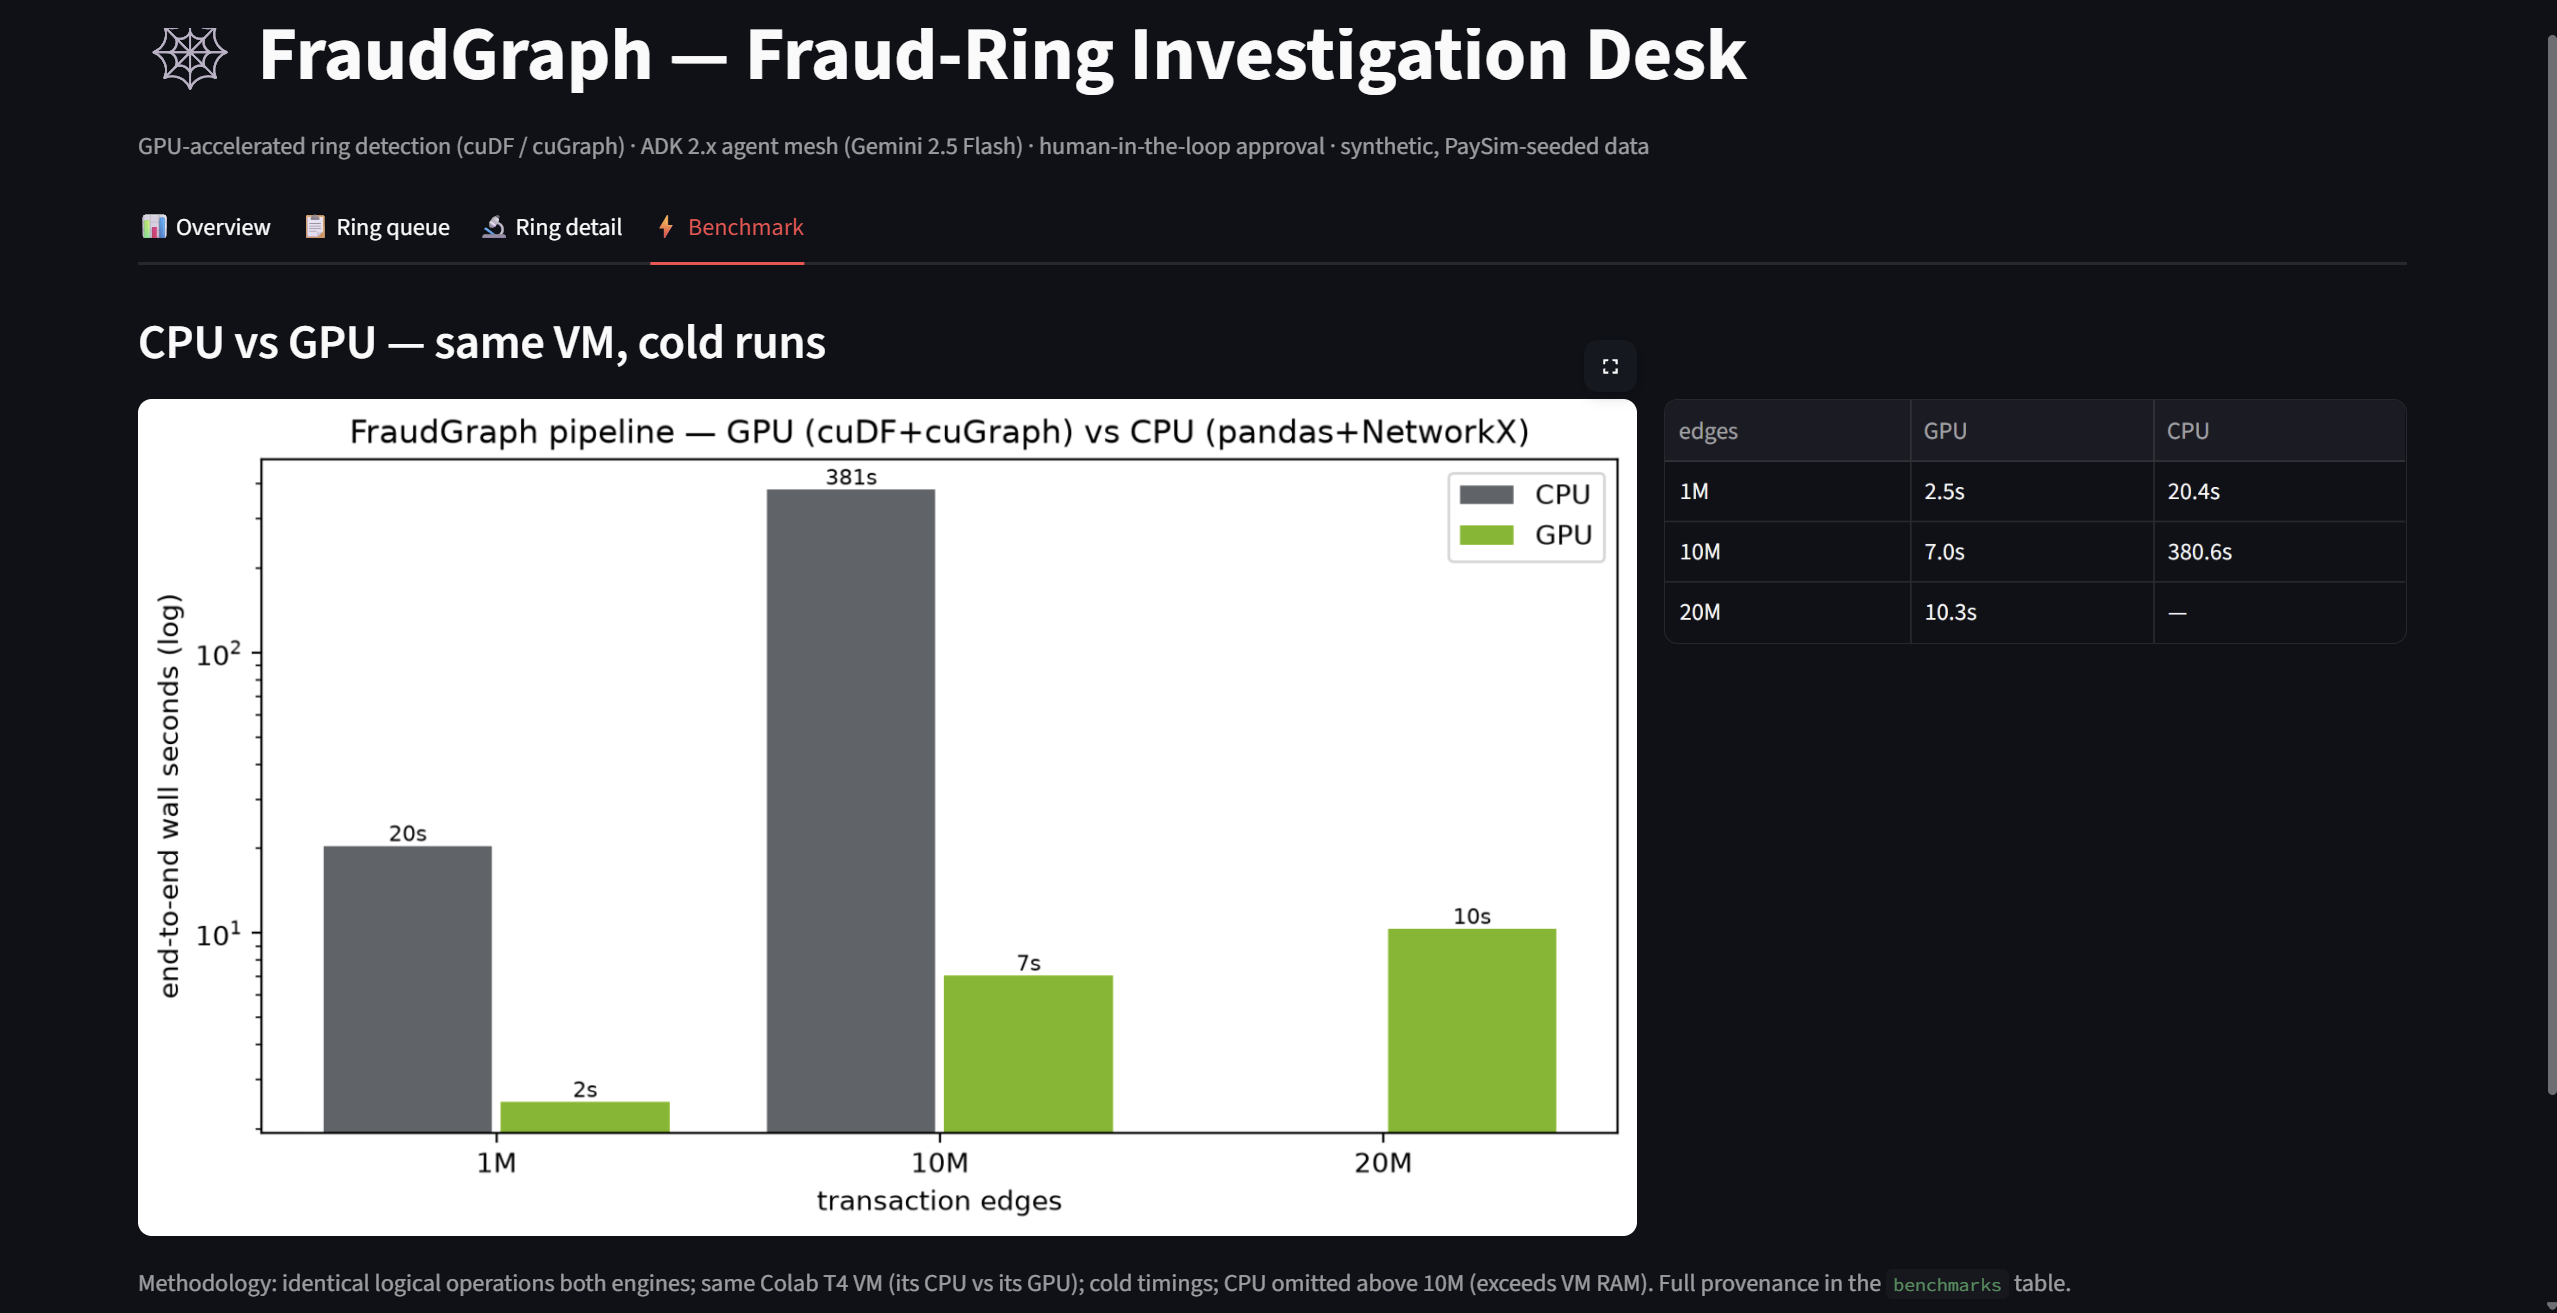 FraudGraph — Fraud-Ring Investigation Desk
GPU-accelerated ring detection (cuDF / cuGraph) · ADK 2.x agent mesh (Gemini 2.5 Flash) · human-in-the-loop approval · synthetic, PaySim-seeded data
Overview Ring queue Ring detail Benchmark
CPU vs GPU — same VM, cold runs
FraudGraph pipeline — GPU (cuDF+cuGraph) vs CPU (pandas+NetworkX)
end-to-end wall seconds (log)
10²
10¹
20s
2s
381s
7s
10s
CPU
GPU
1M 10M 20M
transaction edges
edges GPU CPU
1M 2.5s 20.4s
10M 7.0s 380.6s
20M 10.3s —
Methodology: identical logical operations both engines; same Colab T4 VM (its CPU vs its GPU); cold timings; CPU omitted above 10M (exceeds VM RAM). Full provenance in the benchmarks table.